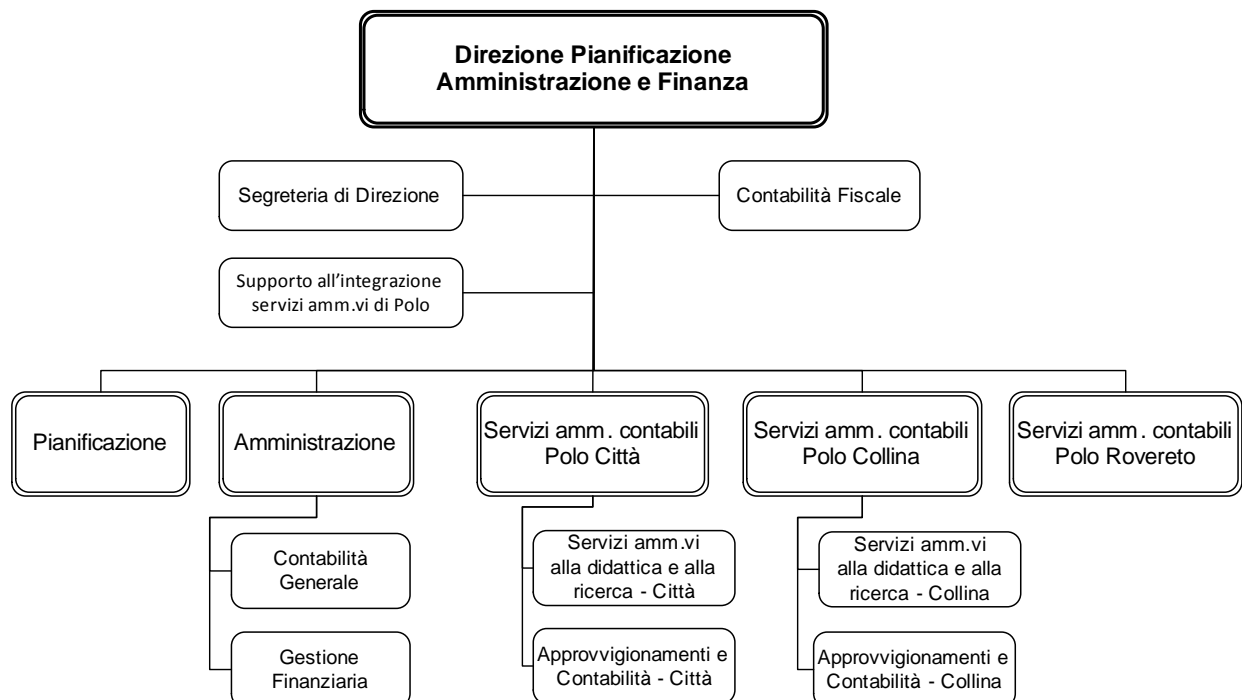 Direzione Pianificazione
Amministrazione e Finanza
Segreteria di Direzione
Contabilità Fiscale
Supporto all'integrazione
servizi amm.vi di Polo
Pianificazione
Amministrazione
Servizi amm. contabili
Polo Città
Servizi amm. contabili
Polo Collina
Servizi amm. contabili
Polo Rovereto
Contabilità
Generale
Servizi amm.vi
alla didattica e alla
ricerca - Città
Servizi amm.vi
alla didattica e alla
ricerca - Collina
Gestione
Finanziaria
Approvvigionamenti e
Contabilità - Città
Approvvigionamenti e
Contabilità - Collina